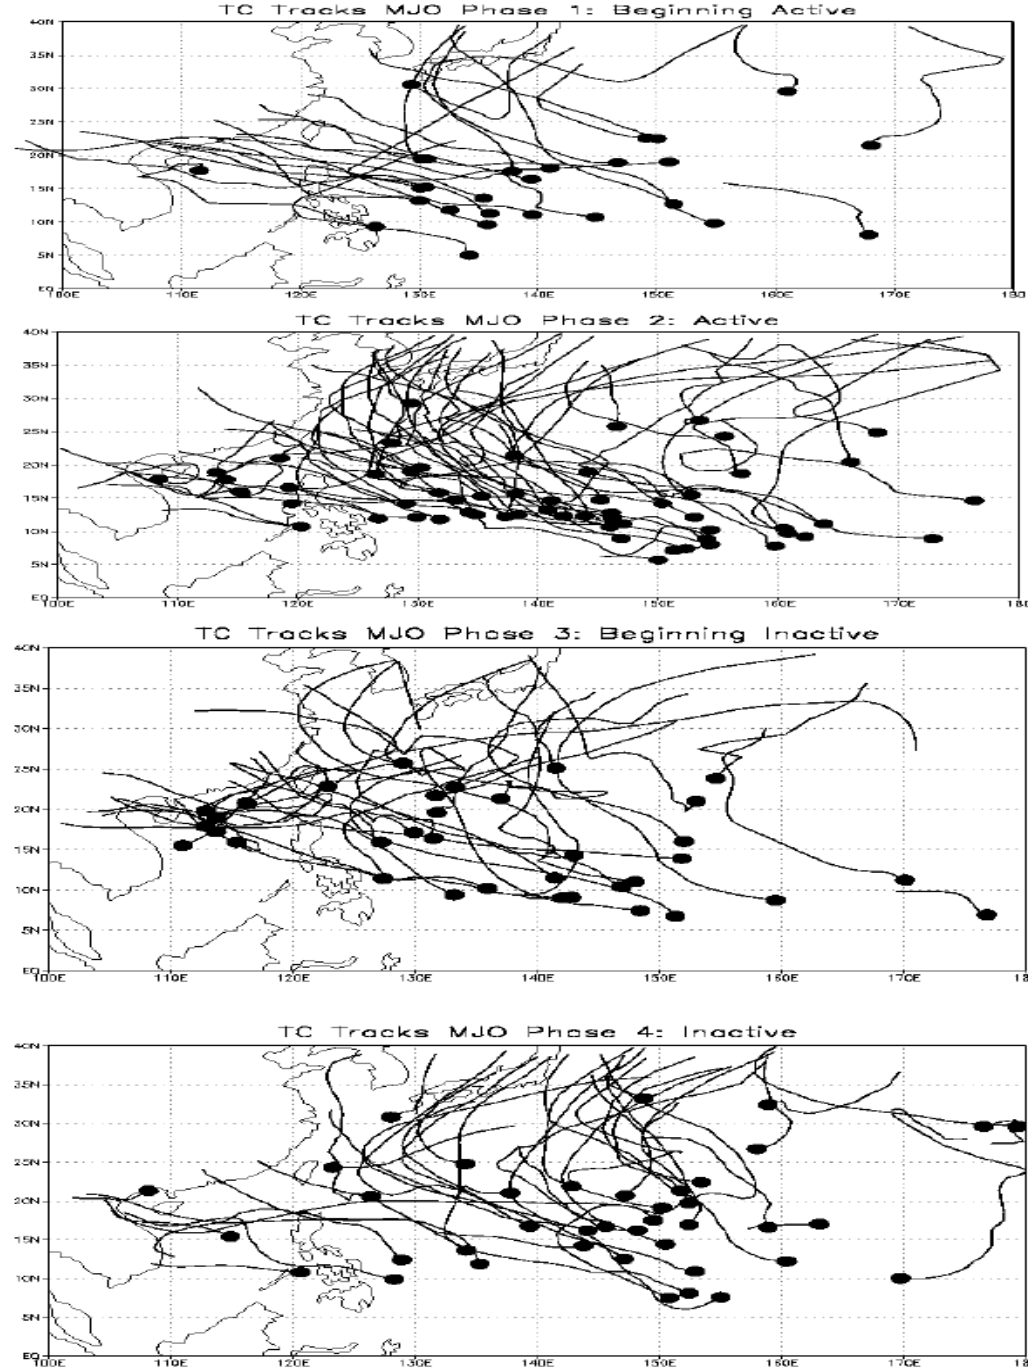 TC Tracks MJO Phase 1: Beginning Active
40N
35N
30N
25N
20N
15N
10N
5N
EQ
100E 110E 120E 130E 140E 150E 160E 170E 180
TC Tracks MJO Phase 2: Active
40N
35N
30N
25N
20N
15N
10N
5N
EQ
100E 110E 120E 130E 140E 150E 160E 170E 180
TC Tracks MJO Phase 3: Beginning Inactive
40N
35N
30N
25N
20N
15N
10N
5N
EQ
100E 110E 120E 130E 140E 150E 160E 170E 18
TC Tracks MJO Phase 4: Inactive
40N
35N
30N
25N
20N
15N
10N
5N
EQ
100E 110E 120E 130E 140E 150E 160E 170E 18